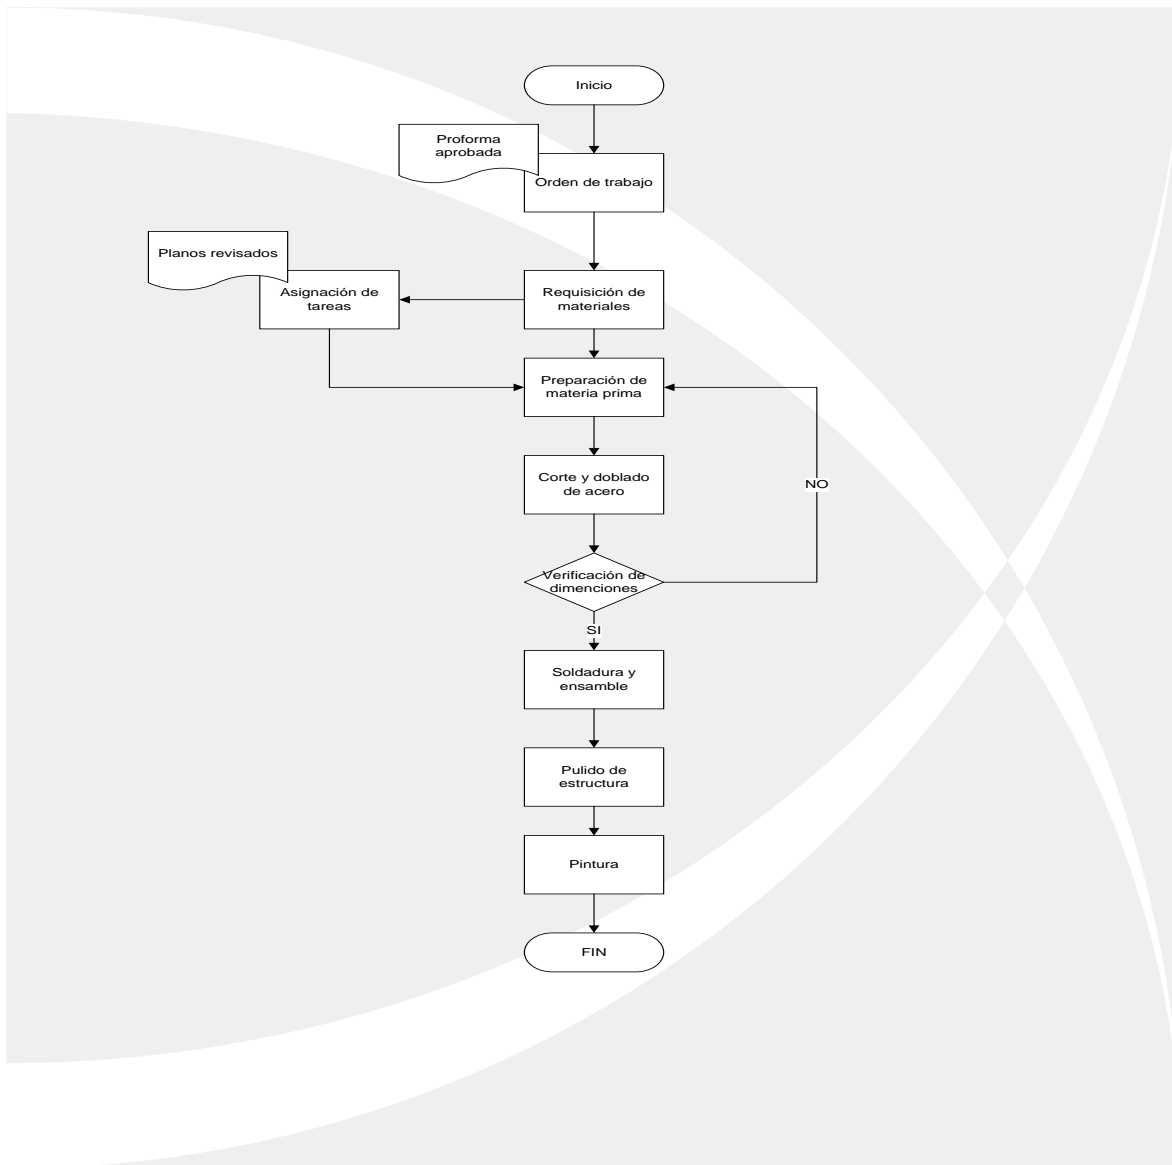 Inicio
Proforma
aprobada
Orden de trabajo
Planos revisados
Asignación de
tareas
Requisición de
materiales
Preparación de
materia prima
Corte y doblado
de acero
NO
Verificación de
dimenciones
SI
Soldadura y
ensamble
Pulido de
estructura
Pintura
FIN